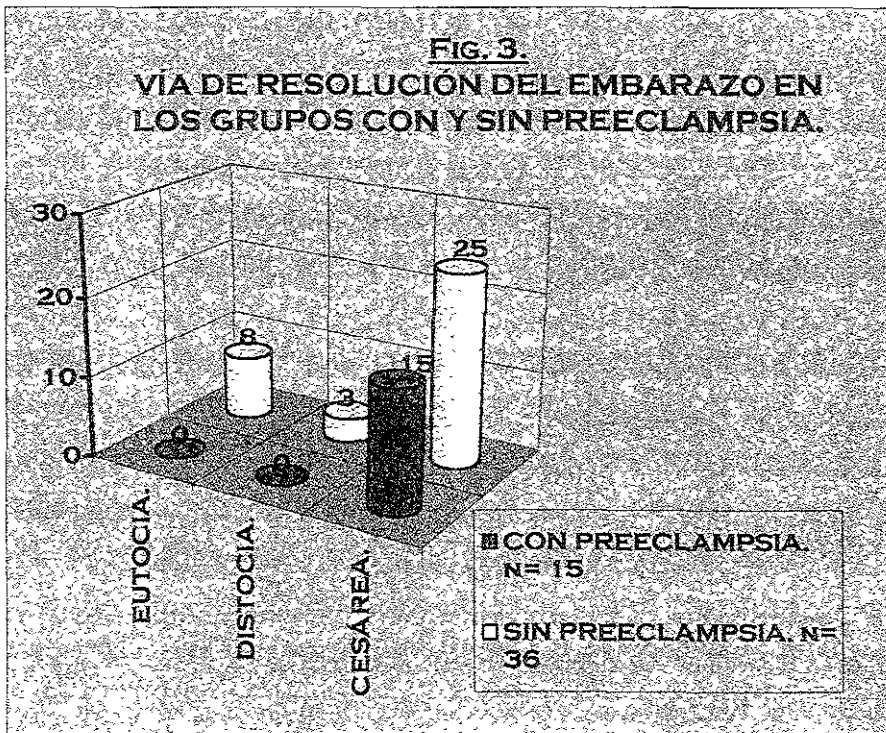 FIG. 3.
VÍA DE RESOLUCIÓN DEL EMBARAZO EN
LOS GRUPOS CON Y SIN PREECLAMPSIA.
30
20
10
0
8
3
25
0
0
15
EUTOCIA.
DISTOCIA.
CESÁREA.
CON PREECLAMPSIA.
N= 15
SIN PREECLAMPSIA. N=
36